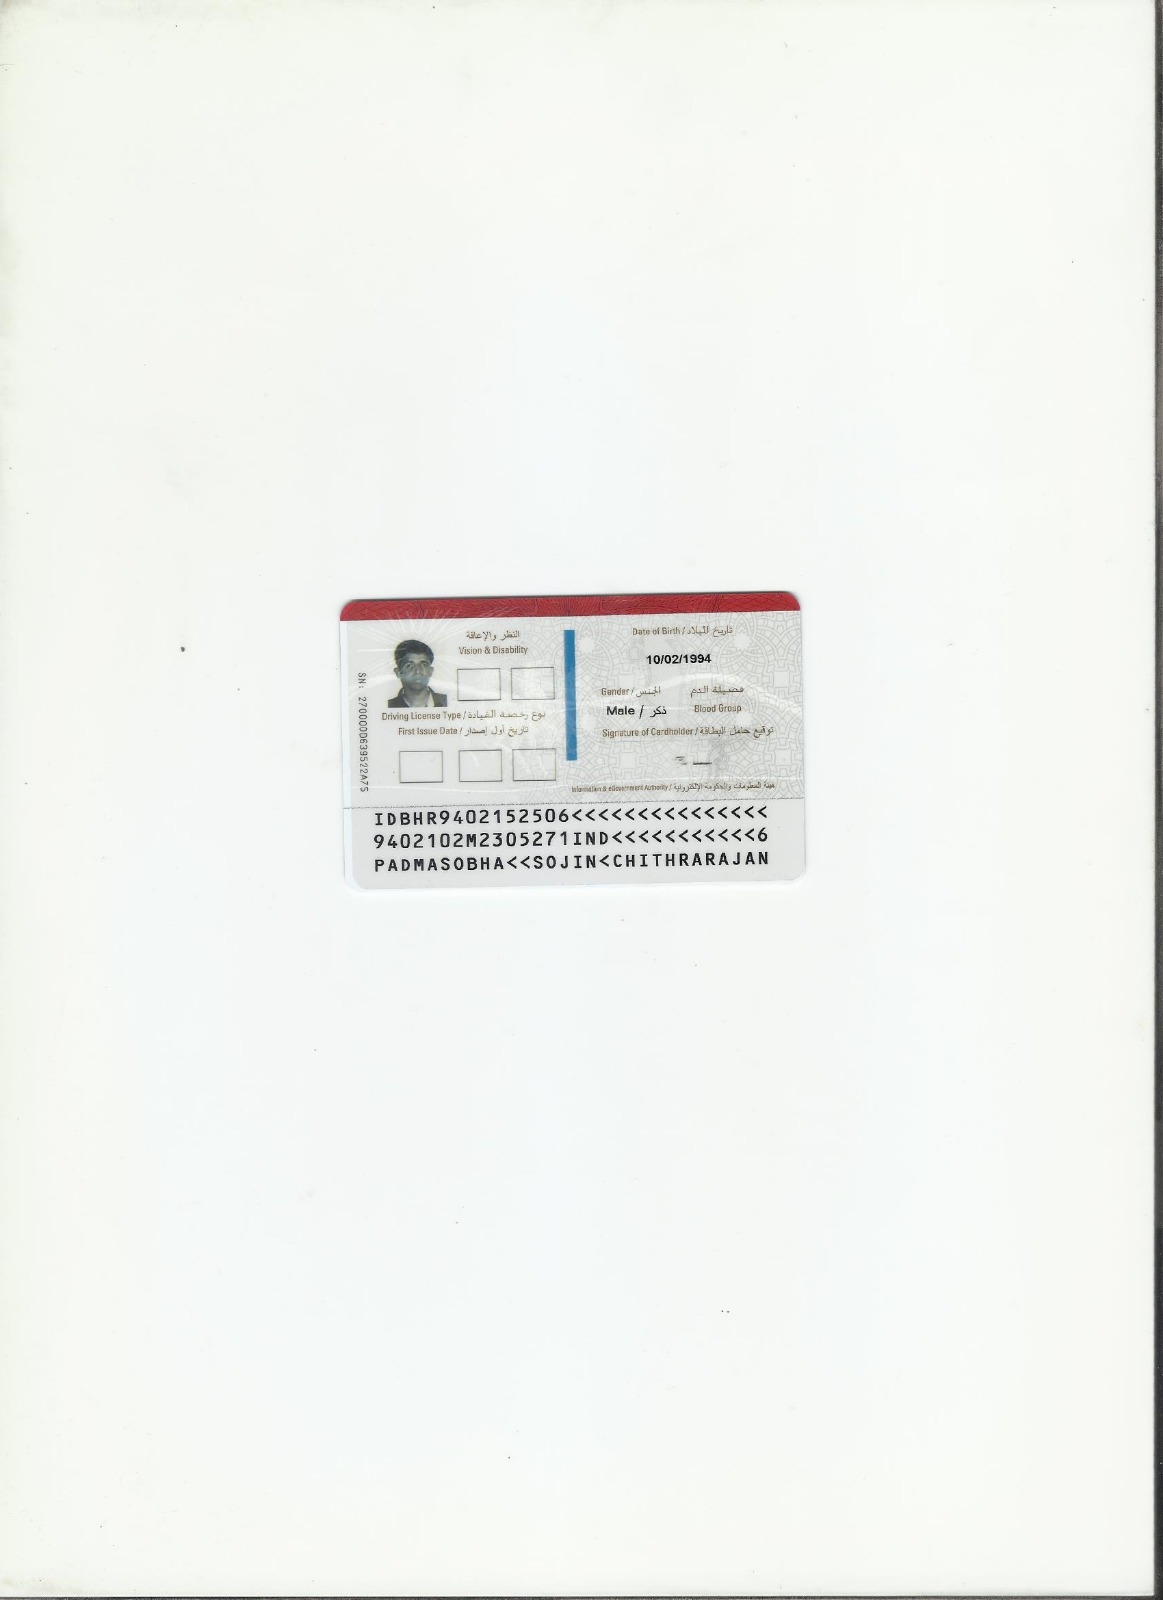 النظر والإعاقة
Vision & Disability
SN: 2700000639522A75
Driving License Type / نوع رخصة القيادة
First Issue Date / تاريخ أول إصدار
Date of Birth / تاريخ الميلاد
10/02/1994
Gender / الجنس
فصيلة الدم
Male / ذكر
Blood Group
Signature of Cardholder / توقيع حامل البطاقة
Information & eGovernment Authority / هيئة المعلومات والحكومة الإلكترونية
IDBHR9402152506<<<<<<<<<<<<<<<
9402102M2305271IND<<<<<<<<<<<6
PADMASOBHA<<SOJIN<CHITHRARAJAN